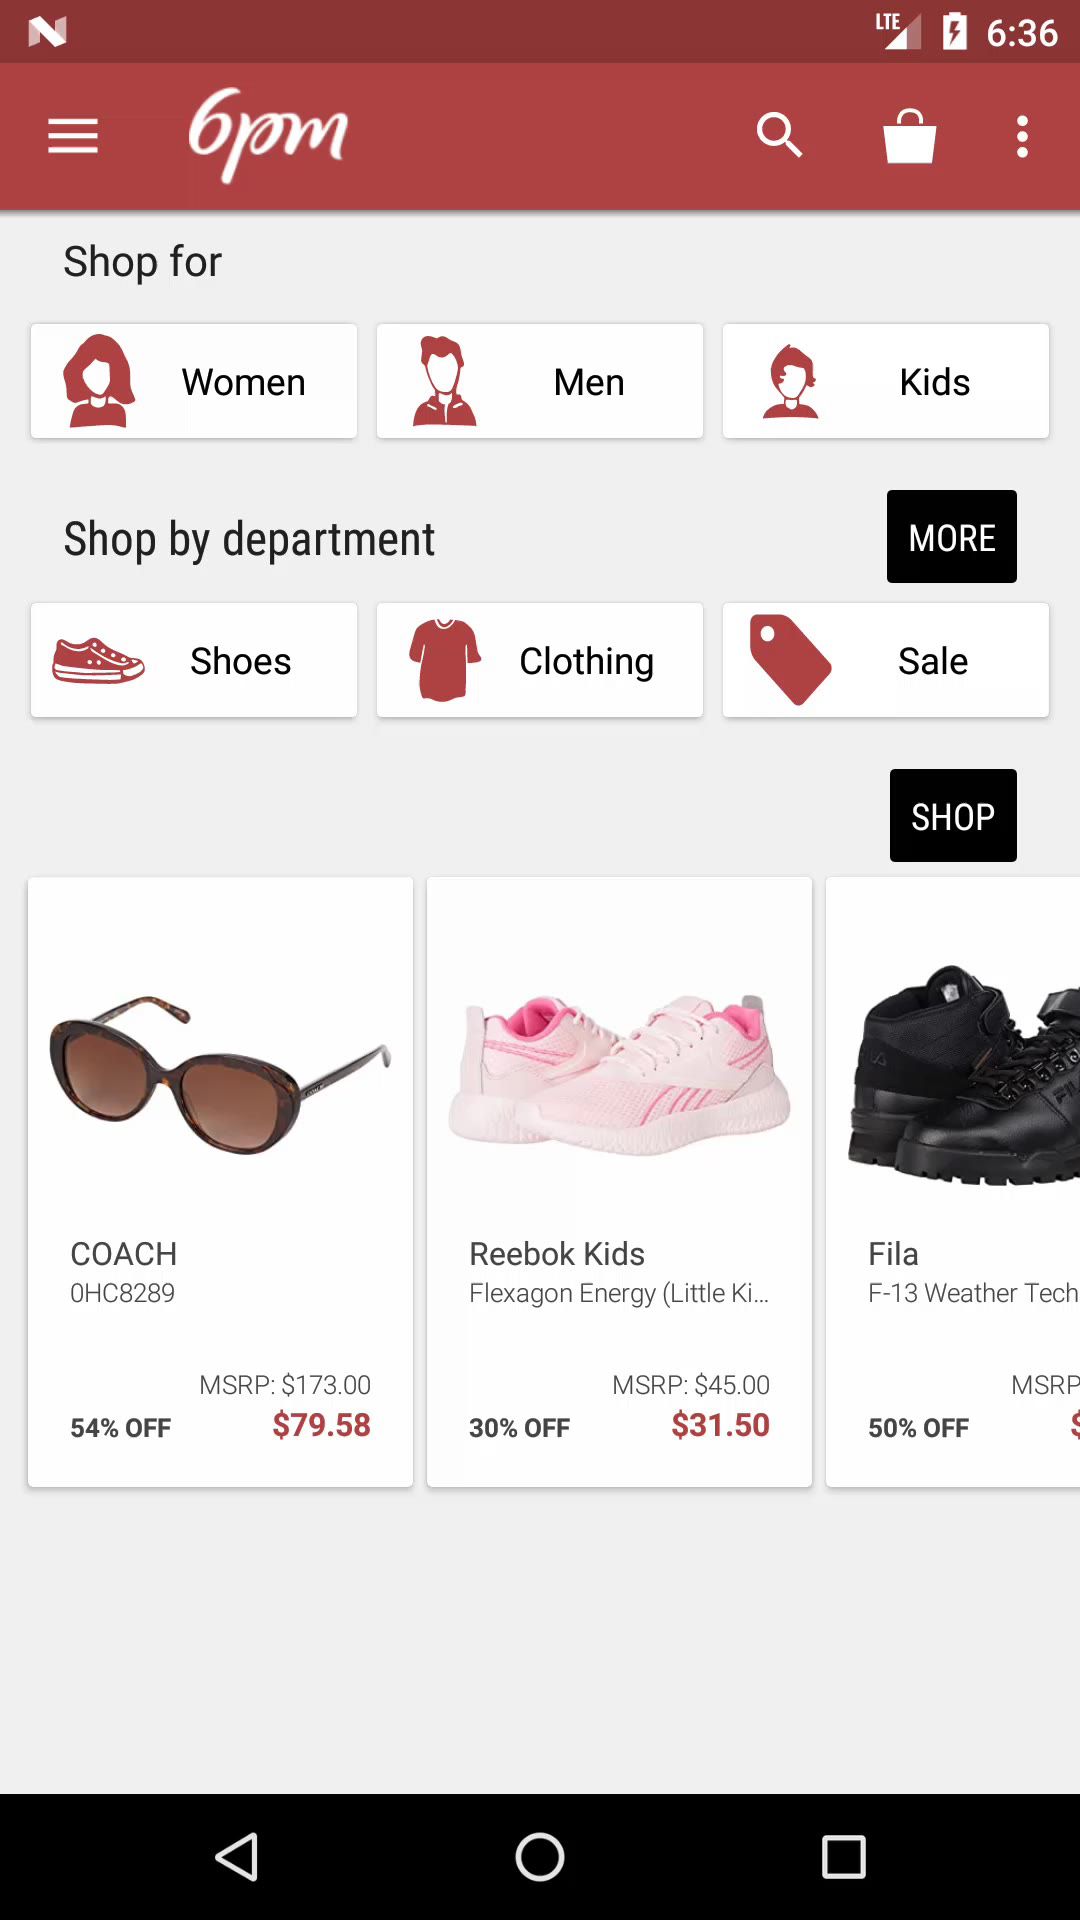 LTE 6:36
6pm
Shop for
Women Men Kids
Shop by department MORE
Shoes Clothing Sale
SHOP
COACH
0HC8289
MSRP: $173.00
54% OFF $79.58
Reebok Kids
Flexagon Energy (Little Ki...
MSRP: $45.00
30% OFF $31.50
Fila
F-13 Weather Tech
MSRP
50% OFF $